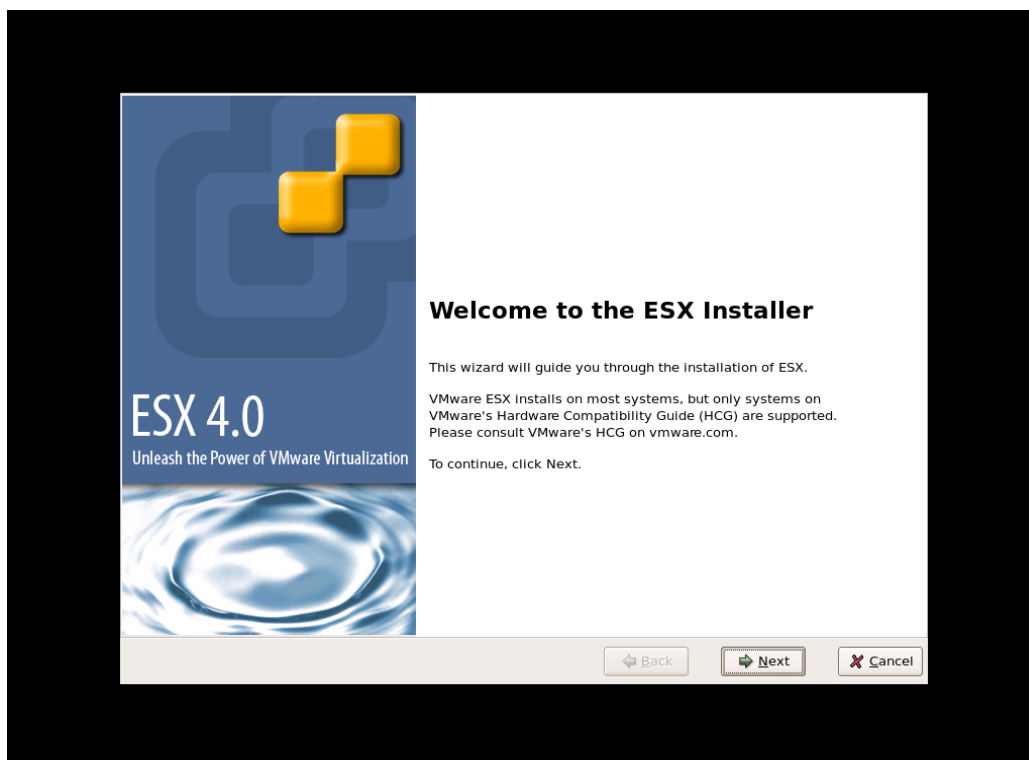 ESX 4.0
Unleash the Power of VMware Virtualization
Welcome to the ESX Installer
This wizard will guide you through the installation of ESX.
VMware ESX installs on most systems, but only systems on
VMware's Hardware Compatibility Guide (HCG) are supported.
Please consult VMware's HCG on vmware.com.
To continue, click Next.
Back
Next
Cancel